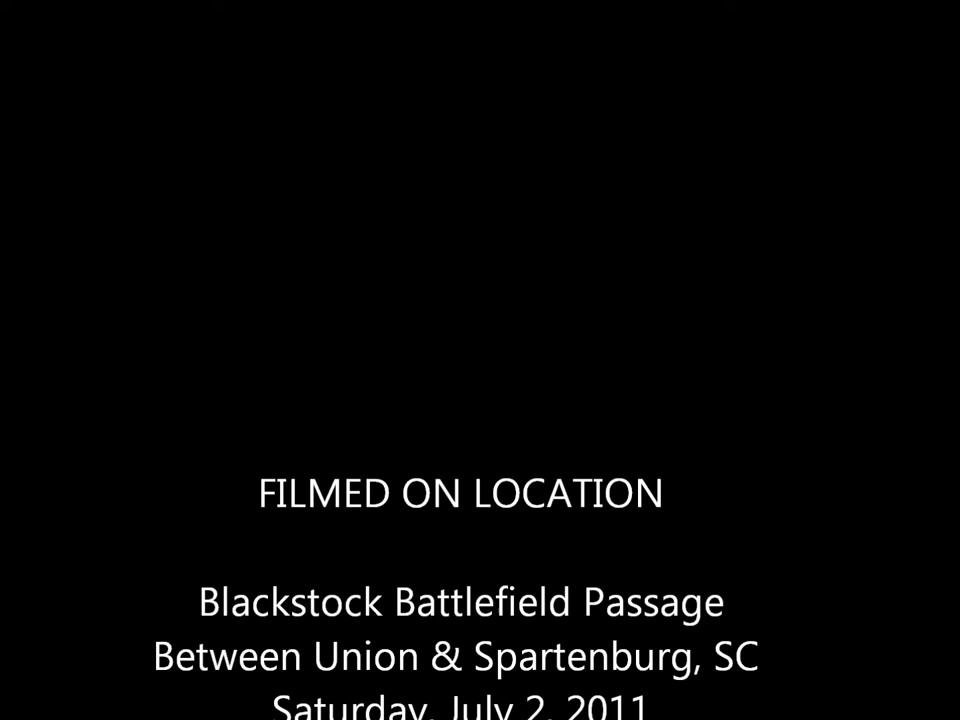 FILMED ON LOCATION
Blackstock Battlefield Passage
Between Union & Spartenburg, SC
Saturday, July 2, 2011